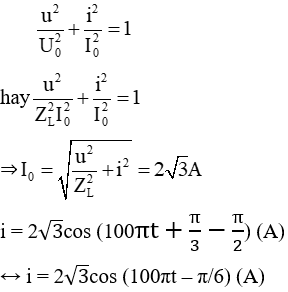 u²/U₀² + i²/I₀² = 1
hay u²/(Z_L²I₀²) + i²/I₀² = 1
⇒ I₀ = √(u²/Z_L² + i²) = 2√3A
i = 2√3cos (100πt + π/3 − π/2) (A)
↔ i = 2√3cos (100πt – π/6) (A)